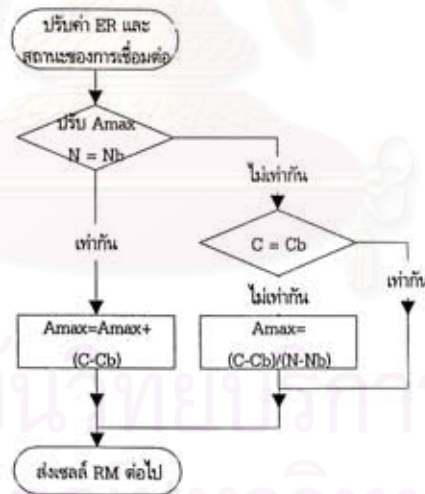 ปรับค่า ER และ
สถานะของการเชื่อมต่อ
ปรับ Amax
N = Nb
ไม่เท่ากัน
เท่ากัน
C = Cb
เท่ากัน
ไม่เท่ากัน
Amax=Amax+
(C-Cb)
Amax=
(C-Cb)/(N-Nb)
ส่งเซลล์ RM ต่อไป